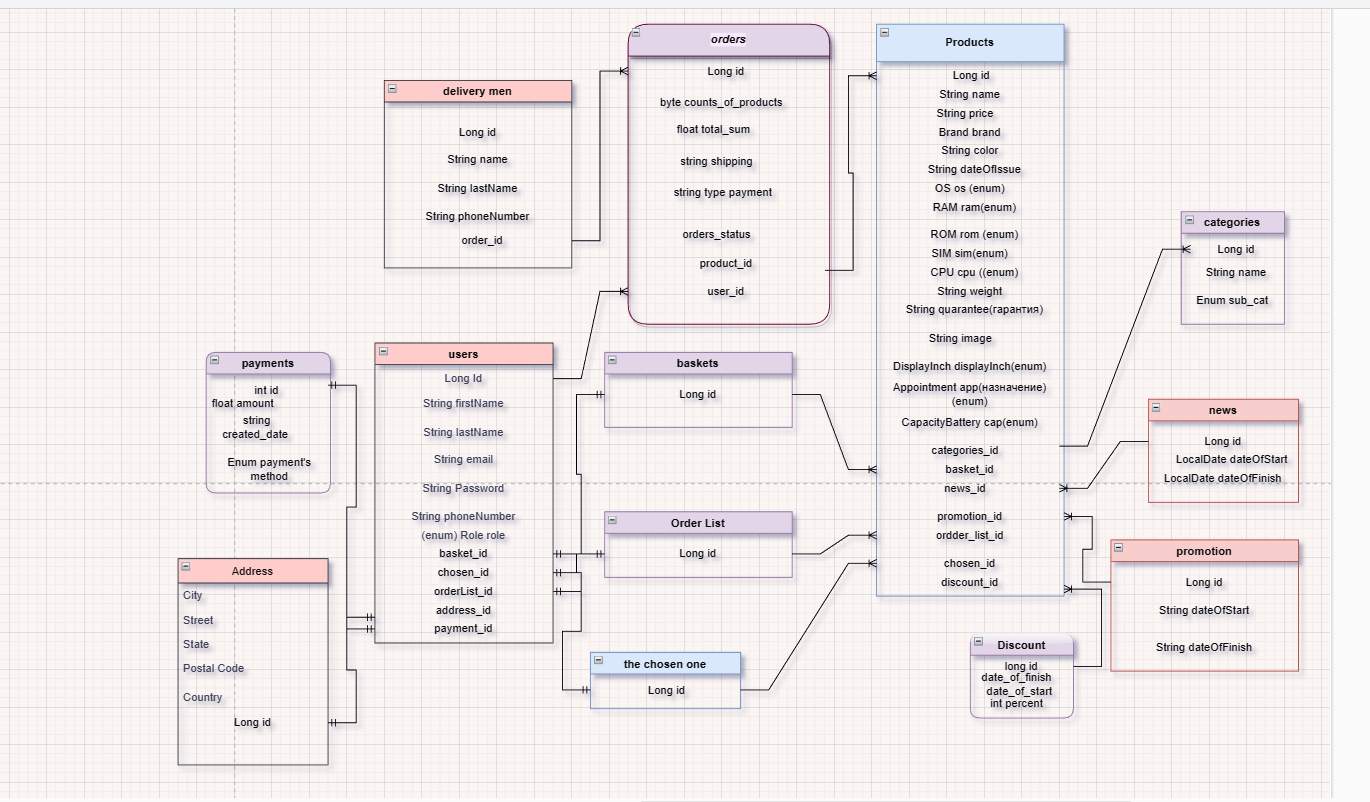 orders
Long id
byte counts_of_products
float total_sum
string shipping
string type payment
orders_status
product_id
user_id
Products
Long id
String name
String price
Brand brand
String color
String dateOfIssue
OS os (enum)
RAM ram(enum)
ROM rom (enum)
SIM sim(enum)
CPU cpu ((enum)
String weight
String quarantee(гарантия)
String image
DisplayInch displayInch(enum)
Appointment app(назначение)
(enum)
CapacityBattery cap(enum)
categories_id
basket_id
news_id
promotion_id
ordder_list_id
chosen_id
discount_id
delivery men
Long id
String name
String lastName
String phoneNumber
order_id
categories
Long id
String name
Enum sub_cat
payments
int id
float amount
string
created_date
Enum payment's
method
users
Long Id
String firstName
String lastName
String email
String Password
String phoneNumber
(enum) Role role
basket_id
chosen_id
orderList_id
address_id
payment_id
baskets
Long id
news
Long id
LocalDate dateOfStart
LocalDate dateOfFinish
Order List
Long id
promotion
Long id
String dateOfStart
String dateOfFinish
Address
City
Street
State
Postal Code
Country
Long id
the chosen one
Long id
Discount
long id
date_of_finish
date_of_start
int percent